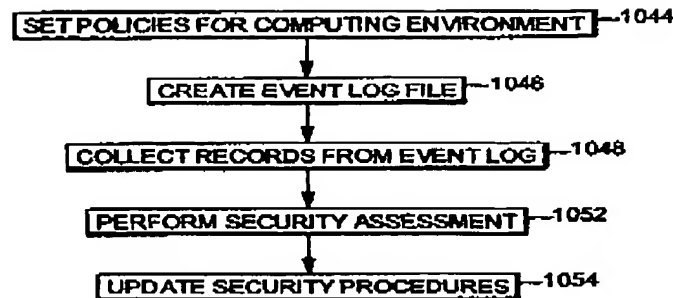 SET POLICIES FOR COMPUTING ENVIRONMENT 1044
CREATE EVENT LOG FILE 1046
COLLECT RECORDS FROM EVENT LOG 1048
PERFORM SECURITY ASSESSMENT 1052
UPDATE SECURITY PROCEDURES 1054